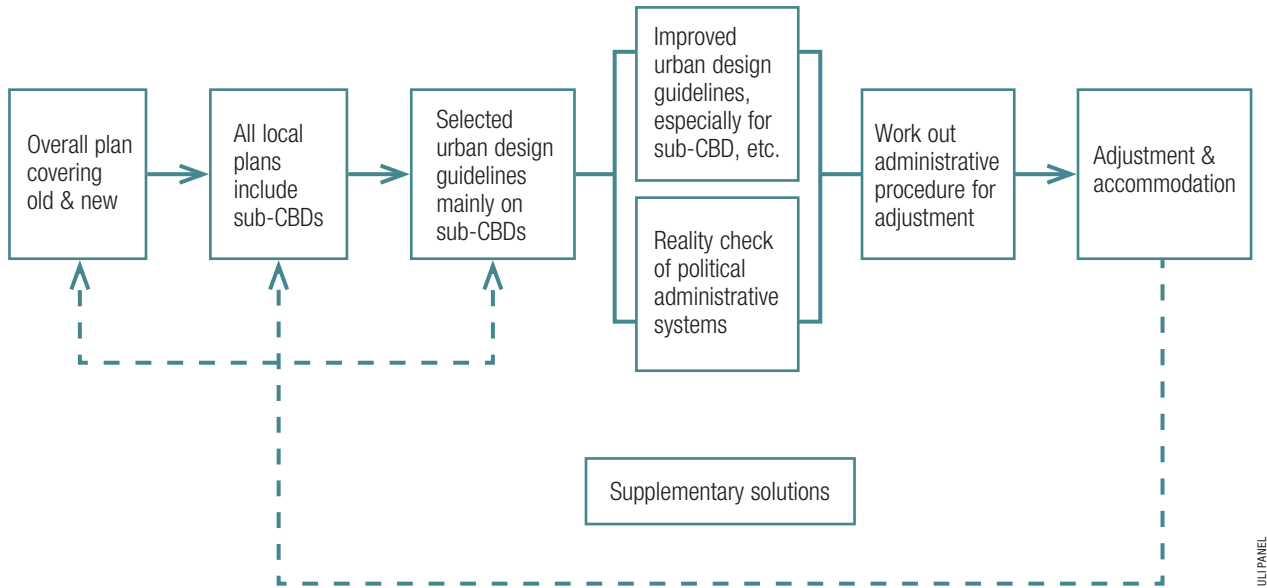 Overall plan
covering
old & new
All local
plans
include
sub-CBDs
Selected
urban design
guidelines
mainly on
sub-CBDs
Improved
urban design
guidelines,
especially for
sub-CBD, etc.
Reality check
of political
administrative
systems
Work out
administrative
procedure for
adjustment
Adjustment &
accommodation
Supplementary solutions
ULI PANEL